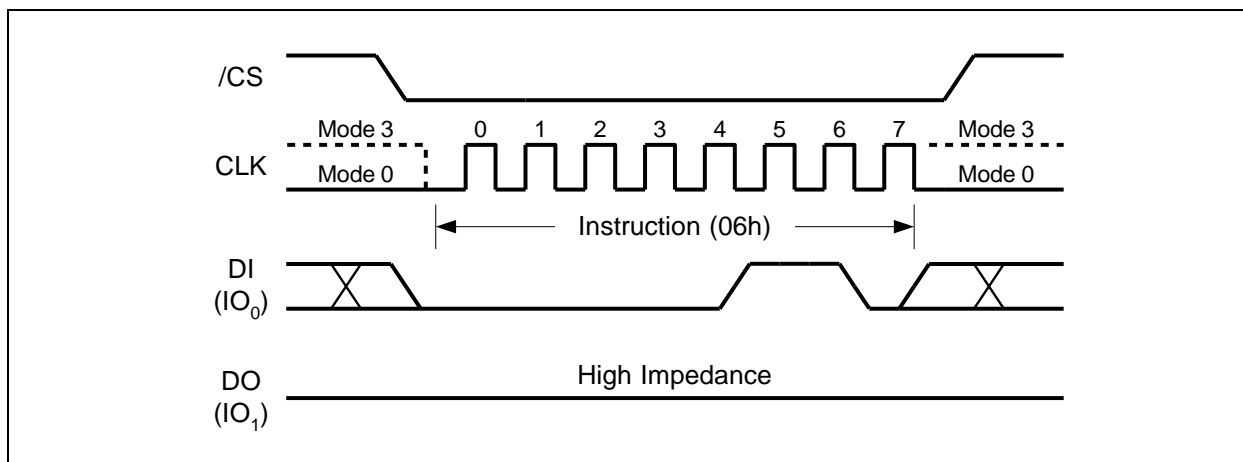 /CS
Mode 3 0 1 2 3 4 5 6 7 Mode 3
CLK
Mode 0 Mode 0
Instruction (06h)
DI
(IO0)
High Impedance
DO
(IO1)